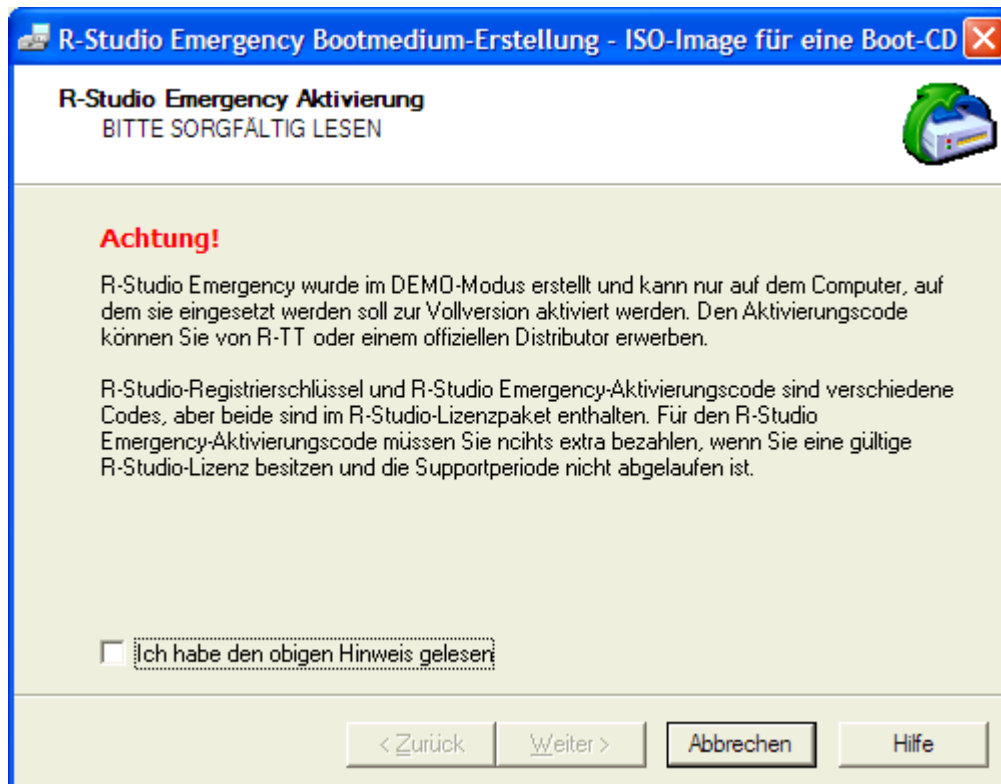 R-Studio Emergency Bootmedium-Erstellung - ISO-Image für eine Boot-CD
R-Studio Emergency Aktivierung
BITTE SORGFÄLTIG LESEN
Achtung!
R-Studio Emergency wurde im DEMO-Modus erstellt und kann nur auf dem Computer, auf
dem sie eingesetzt werden soll zur Vollversion aktiviert werden. Den Aktivierungscode
können Sie von R-TT oder einem offiziellen Distributor erwerben.
R-Studio-Registrierschlüssel und R-Studio Emergency-Aktivierungscode sind verschiedene
Codes, aber beide sind im R-Studio-Lizenzpaket enthalten. Für den R-Studio
Emergency-Aktivierungscode müssen Sie ncihts extra bezahlen, wenn Sie eine gültige
R-Studio-Lizenz besitzen und die Supportperiode nicht abgelaufen ist.
Ich habe den obigen Hinweis gelesen
< Zurück Weiter > Abbrechen Hilfe